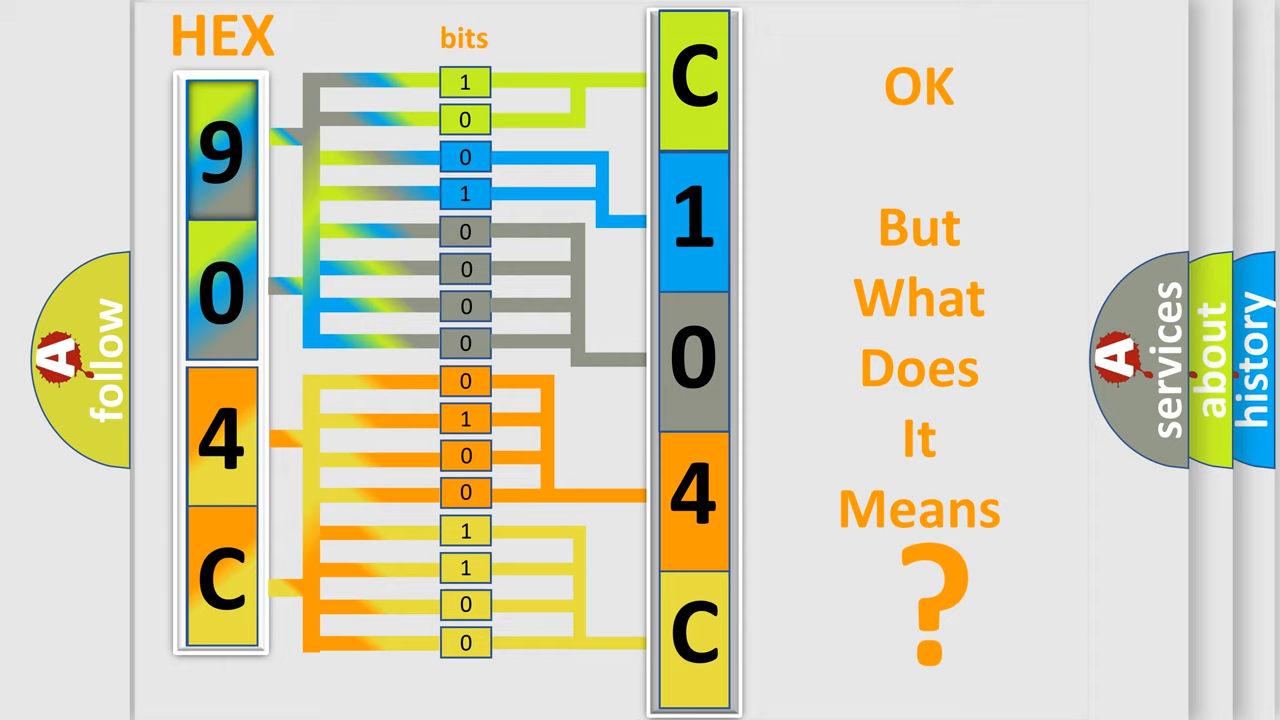 HEX
bits
9
0
4
C
1
0
0
1
0
0
0
0
0
1
0
0
1
1
0
0
C
1
0
4
C
OK
But
What
Does
It
Means
?
A
follow
A
services
about
history